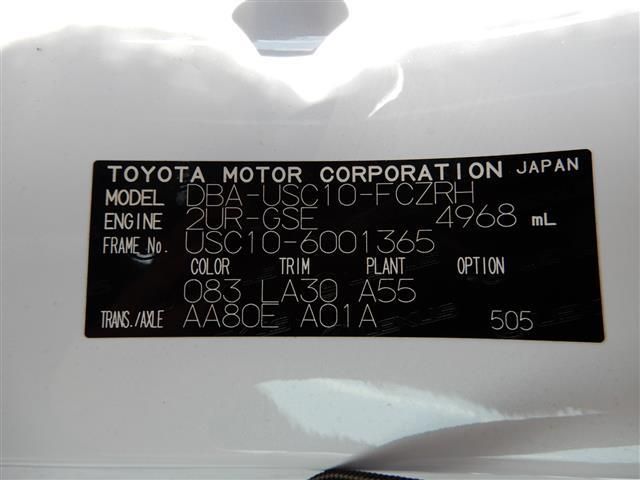 TOYOTA MOTOR CORPORATION JAPAN
MODEL DBA-USC10-FCZRH
ENGINE 2UR-GSE 4968 mL
FRAME No. USC10-6001365
COLOR TRIM PLANT OPTION
083 LA30 A55
TRANS./AXLE AA80E A01A 505